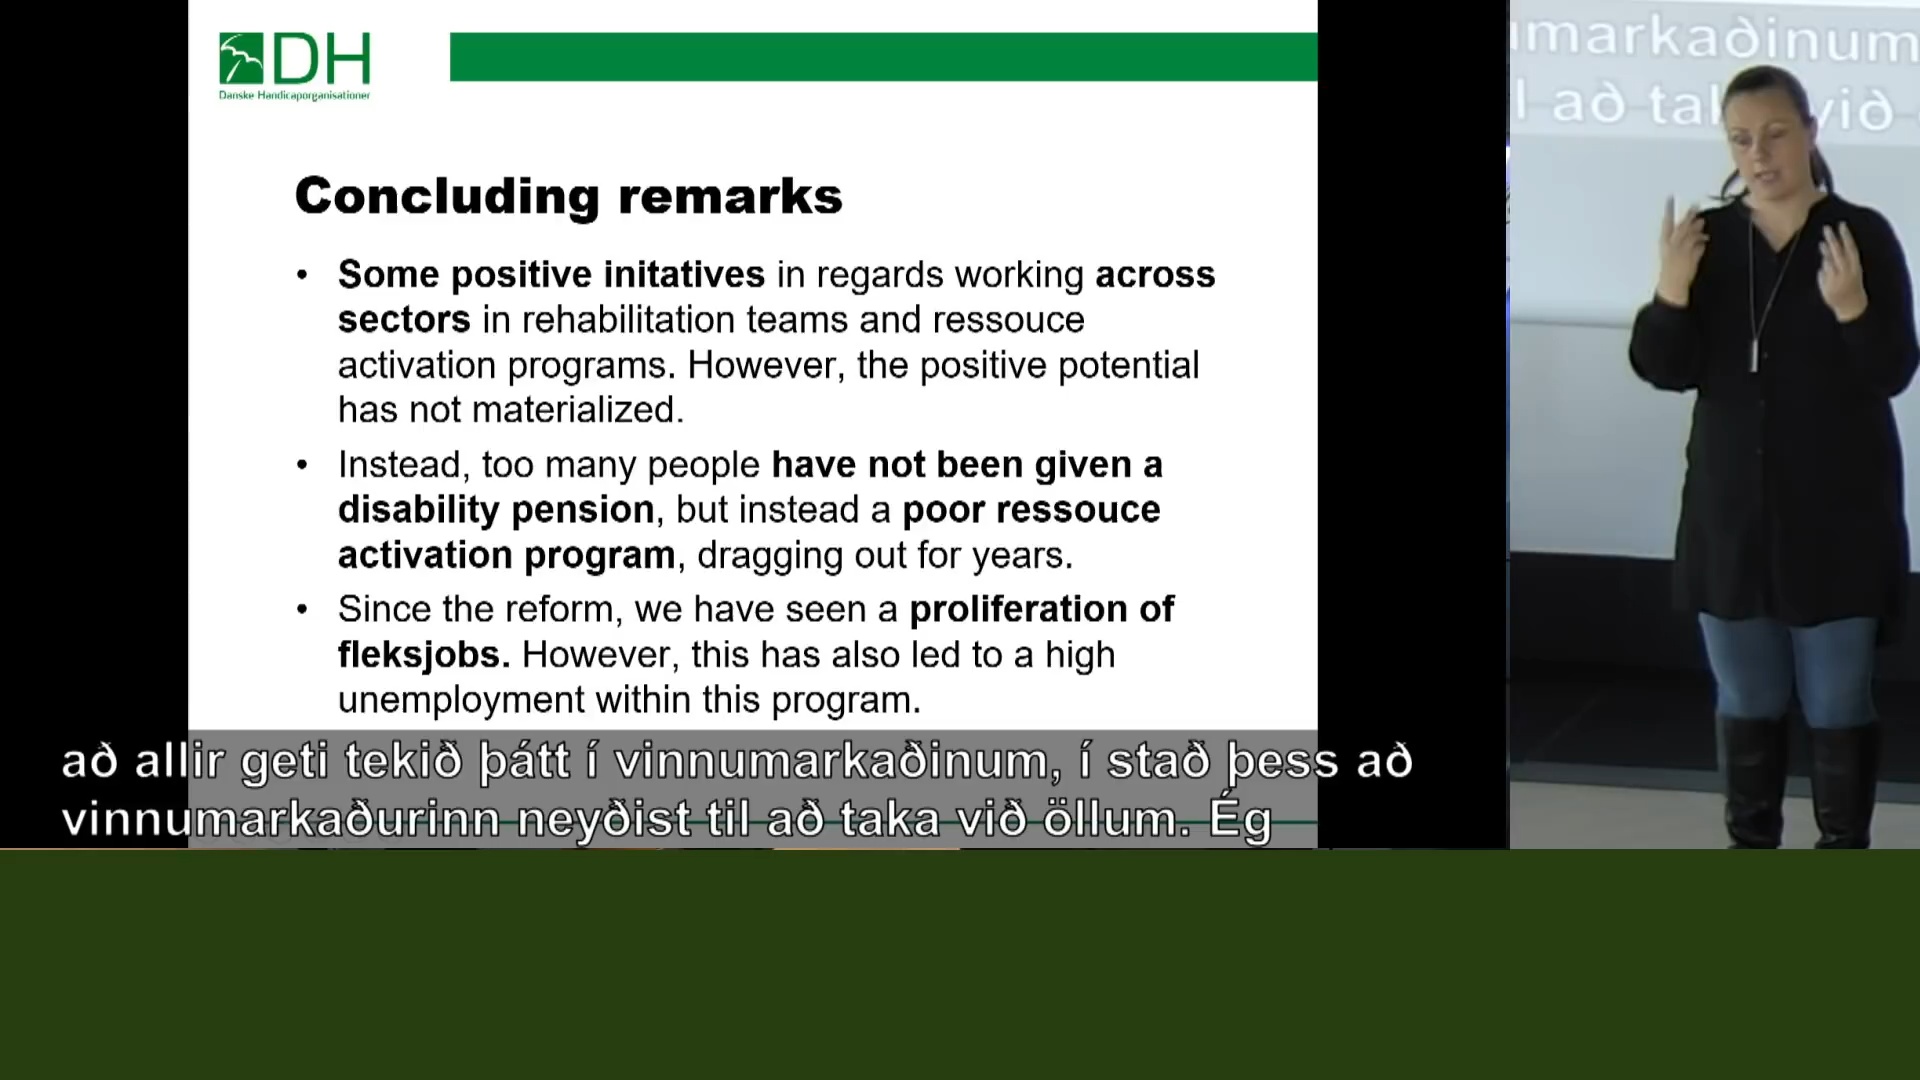 DH
Danske Handicaporganisationer
Concluding remarks
• Some positive initatives in regards working across
sectors in rehabilitation teams and ressouce
activation programs. However, the positive potential
has not materialized.
• Instead, too many people have not been given a
disability pension, but instead a poor ressouce
activation program, dragging out for years.
• Since the reform, we have seen a proliferation of
fleksjobs. However, this has also led to a high
unemployment within this program.
að allir geti tekið þátt í vinnumarkaðinum, í stað þess að
vinnumarkaðurinn neyðist til að taka við öllum. Ég
umarkaðinum
l að tak við